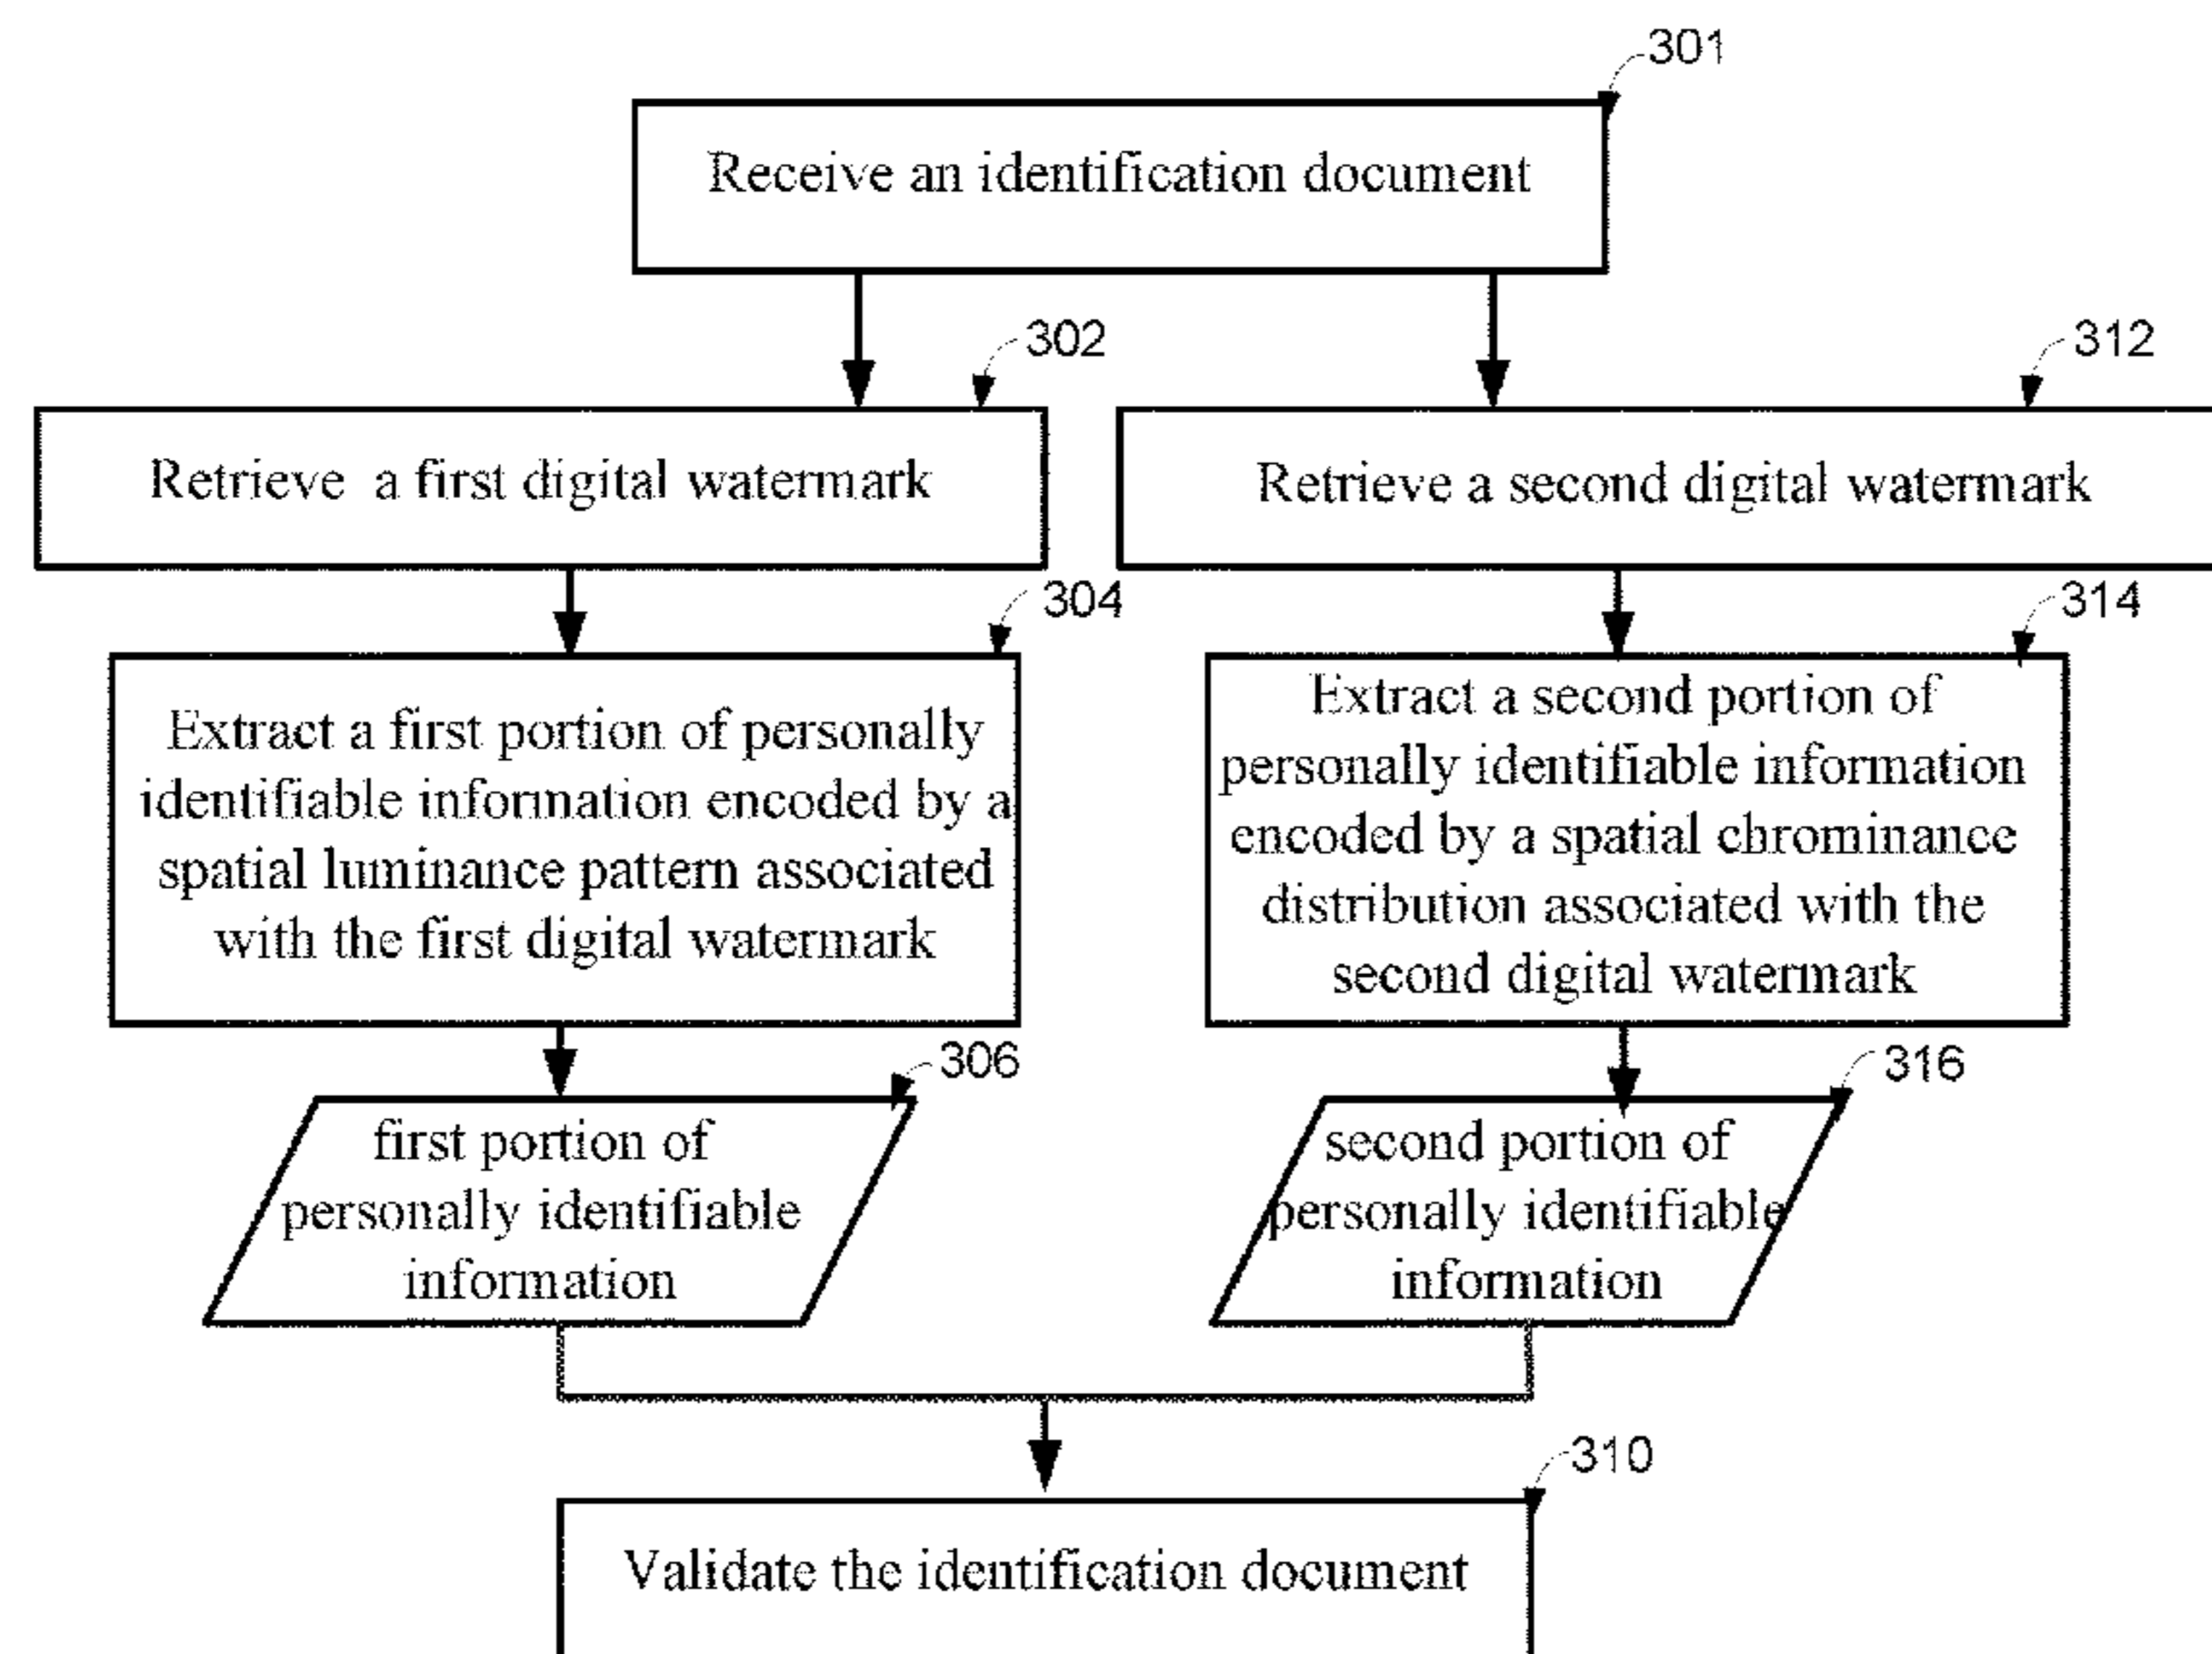 301
Receive an identification document
302
312
Retrieve a first digital watermark
Retrieve a second digital watermark
304
314
Extract a first portion of personally
identifiable information encoded by a
spatial luminance pattern associated
with the first digital watermark
Extract a second portion of
personally identifiable information
encoded by a spatial chrominance
distribution associated with the
second digital watermark
306
316
first portion of
personally identifiable
information
second portion of
personally identifiable
information
310
Validate the identification document